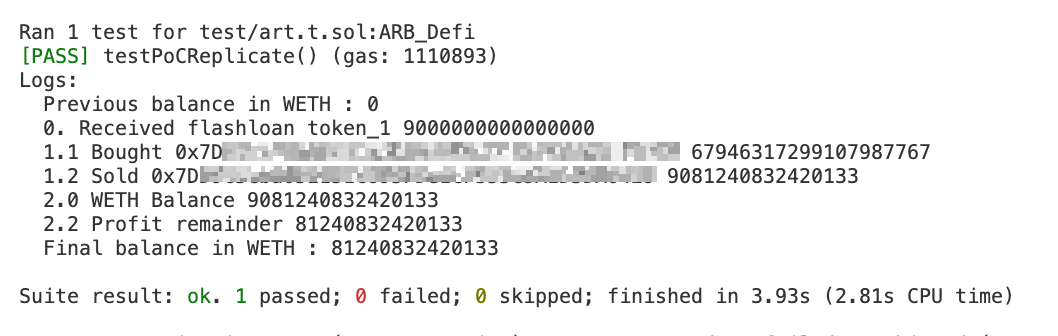 Ran 1 test for test/art.t.sol:ARB_Defi
[PASS] testPoCReplicate() (gas: 1110893)
Logs:
Previous balance in WETH : 0
0. Received flashloan token_1 9000000000000000
1.1 Bought 0x7D 67946317299107987767
1.2 Sold 0x7D 9081240832420133
2.0 WETH Balance 9081240832420133
2.2 Profit remainder 81240832420133
Final balance in WETH : 81240832420133
Suite result: ok. 1 passed; 0 failed; 0 skipped; finished in 3.93s (2.81s CPU time)